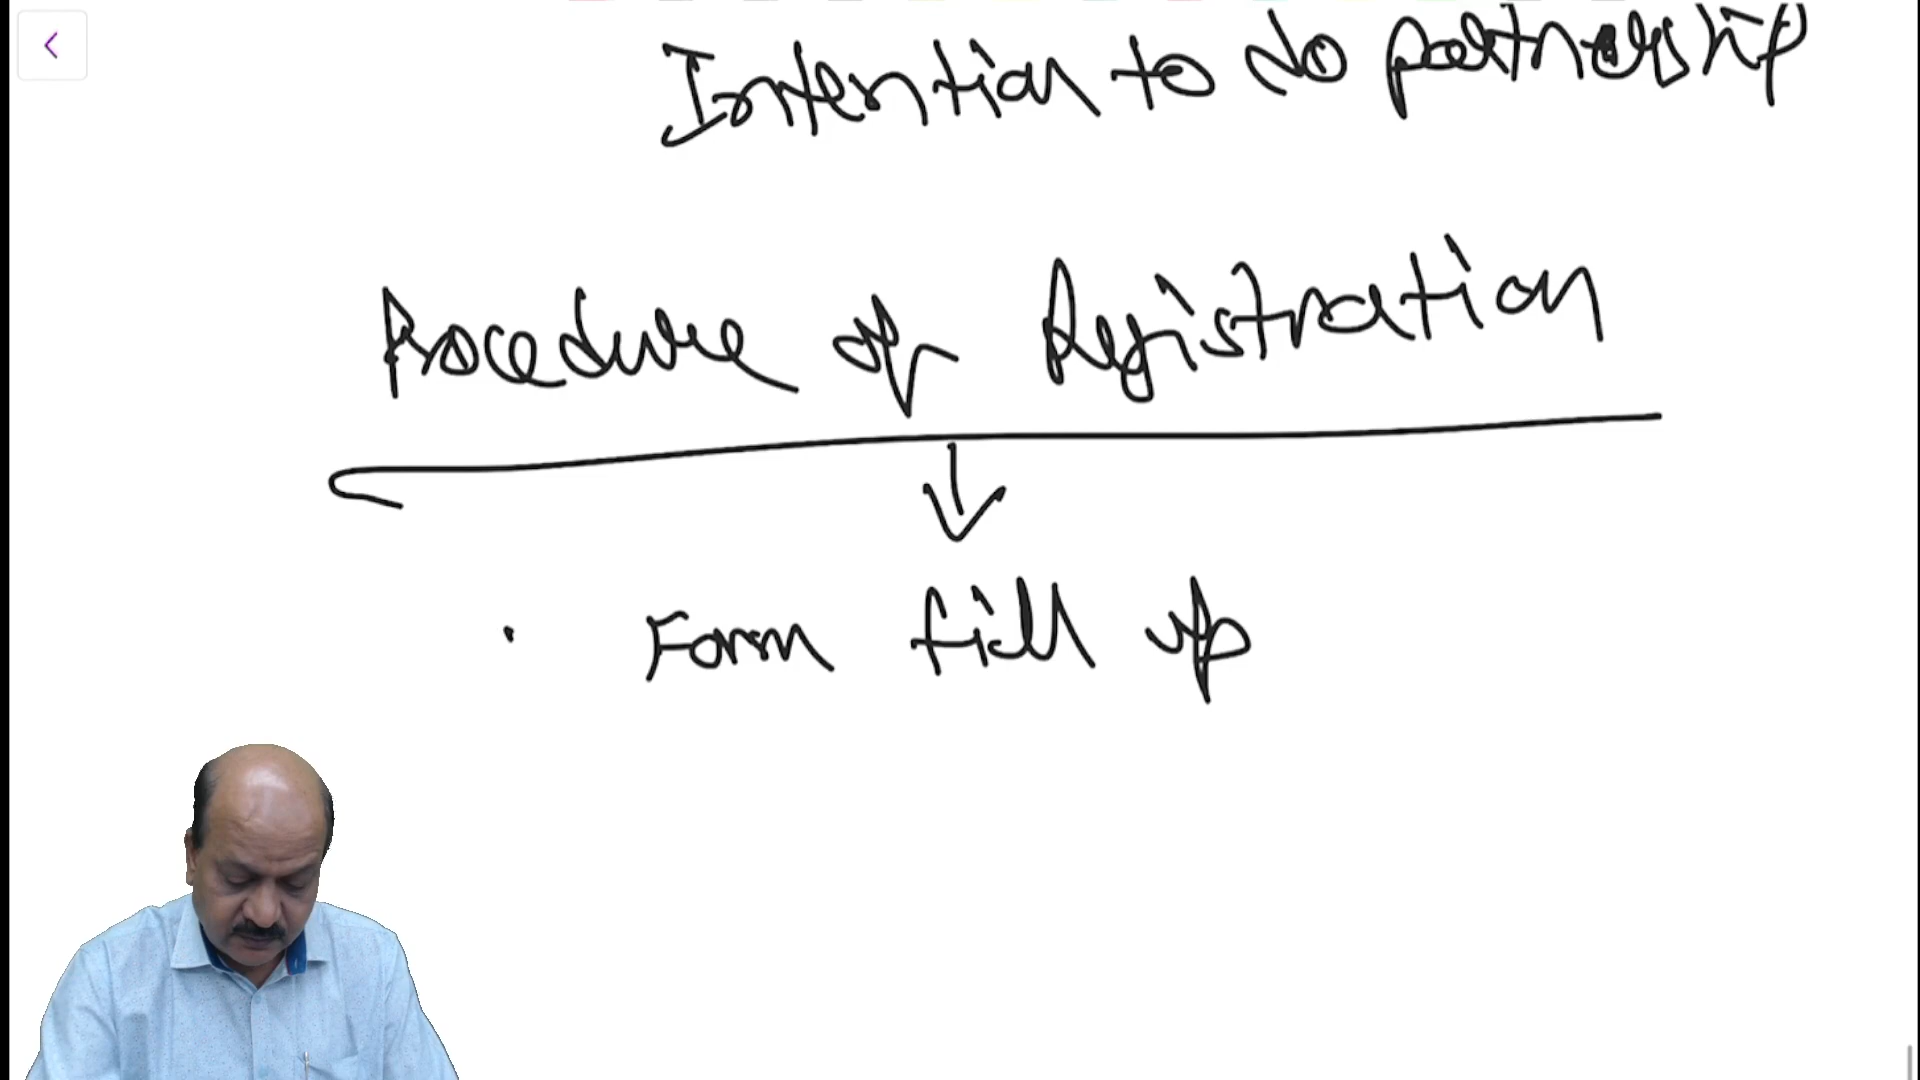 Intention to do partnership
Procedure of Registration
Form fill up